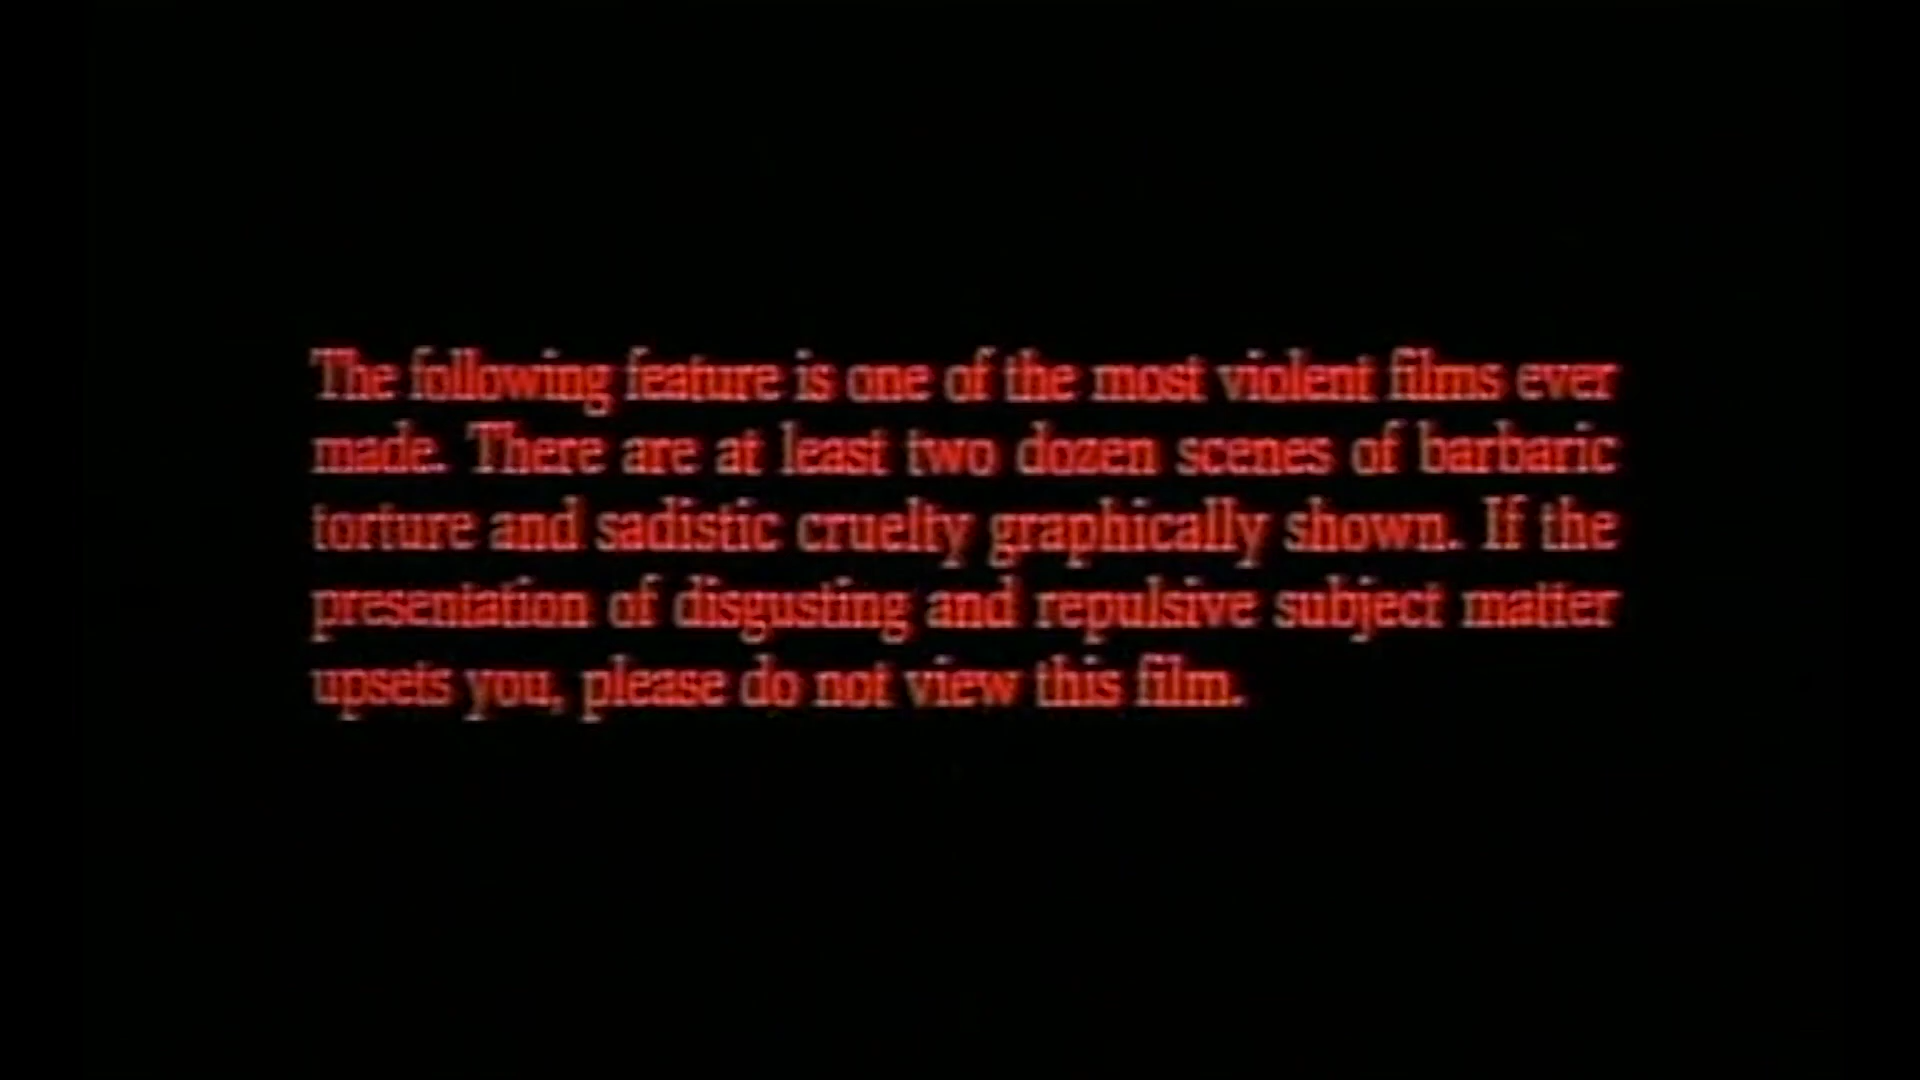 The following feature is one of the most violent films ever
made. There are at least two dozen scenes of barbaric
torture and sadistic cruelty graphically shown. If the
presentation of disgusting and repulsive subject matter
upsets you, please do not view this film.